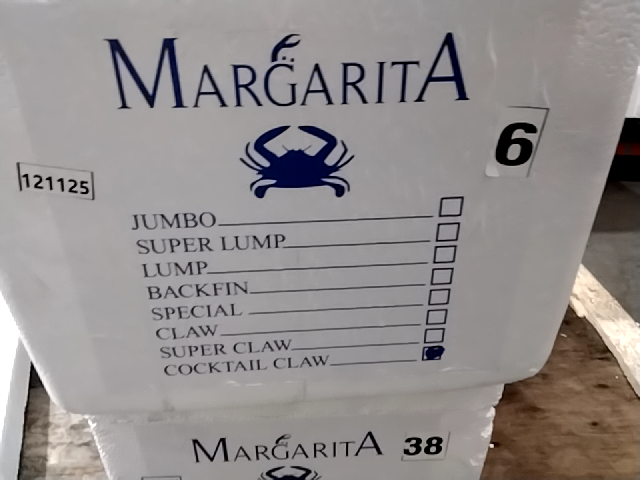 MARGARITA
6
121125
JUMBO
SUPER LUMP
LUMP
BACKFIN
SPECIAL
CLAW
SUPER CLAW
COCKTAIL CLAW
MARGARITA 38